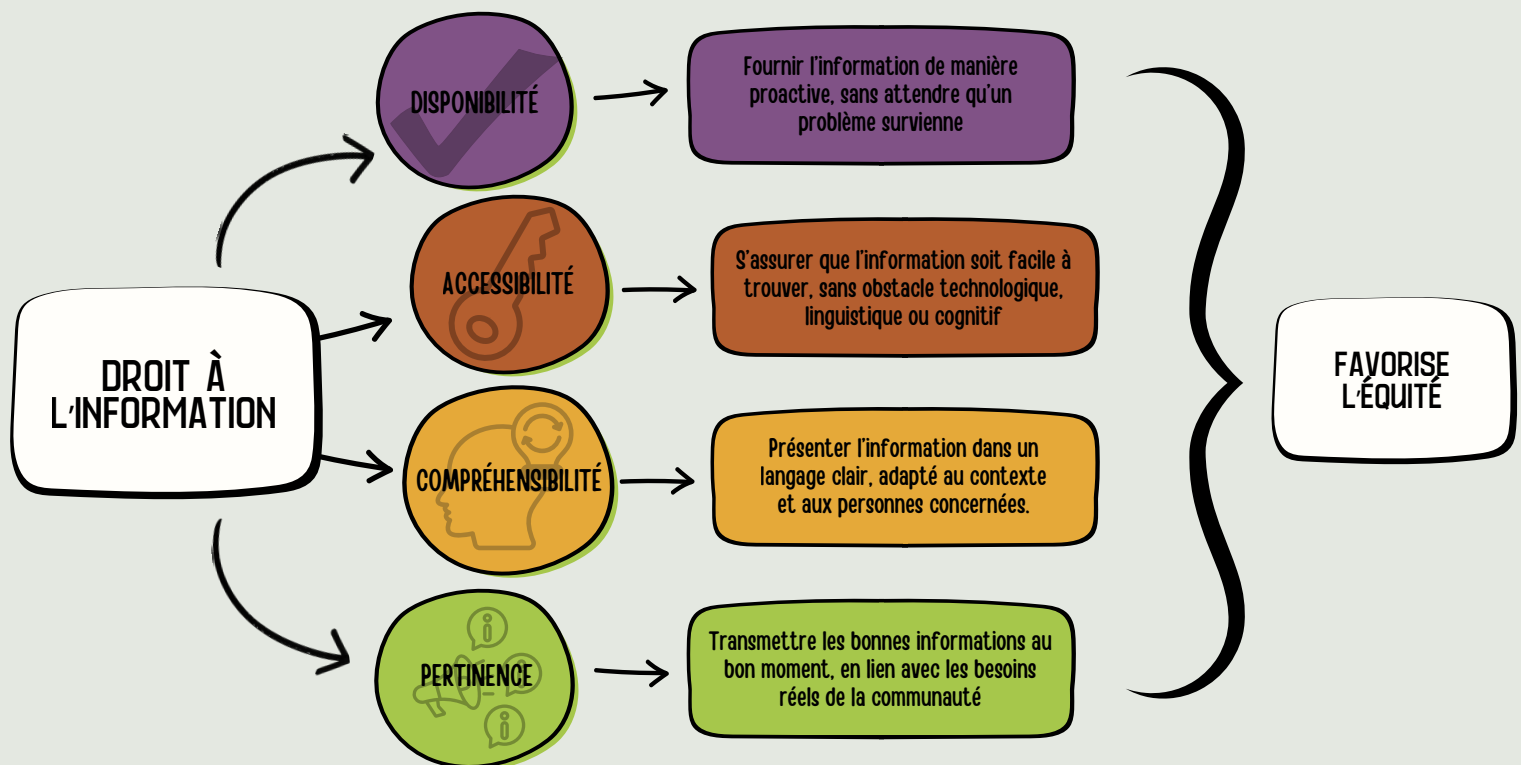 DROIT À
L'INFORMATION
DISPONIBILITÉ
Fournir l'information de manière
proactive, sans attendre qu'un
problème survienne
ACCESSIBILITÉ
S'assurer que l'information soit facile à
trouver, sans obstacle technologique,
linguistique ou cognitif
COMPRÉHENSIBILITÉ
Présenter l'information dans un
langage clair, adapté au contexte
et aux personnes concernées.
PERTINENCE
Transmettre les bonnes informations au
bon moment, en lien avec les besoins
réels de la communauté
FAVORISE
L'ÉQUITÉ